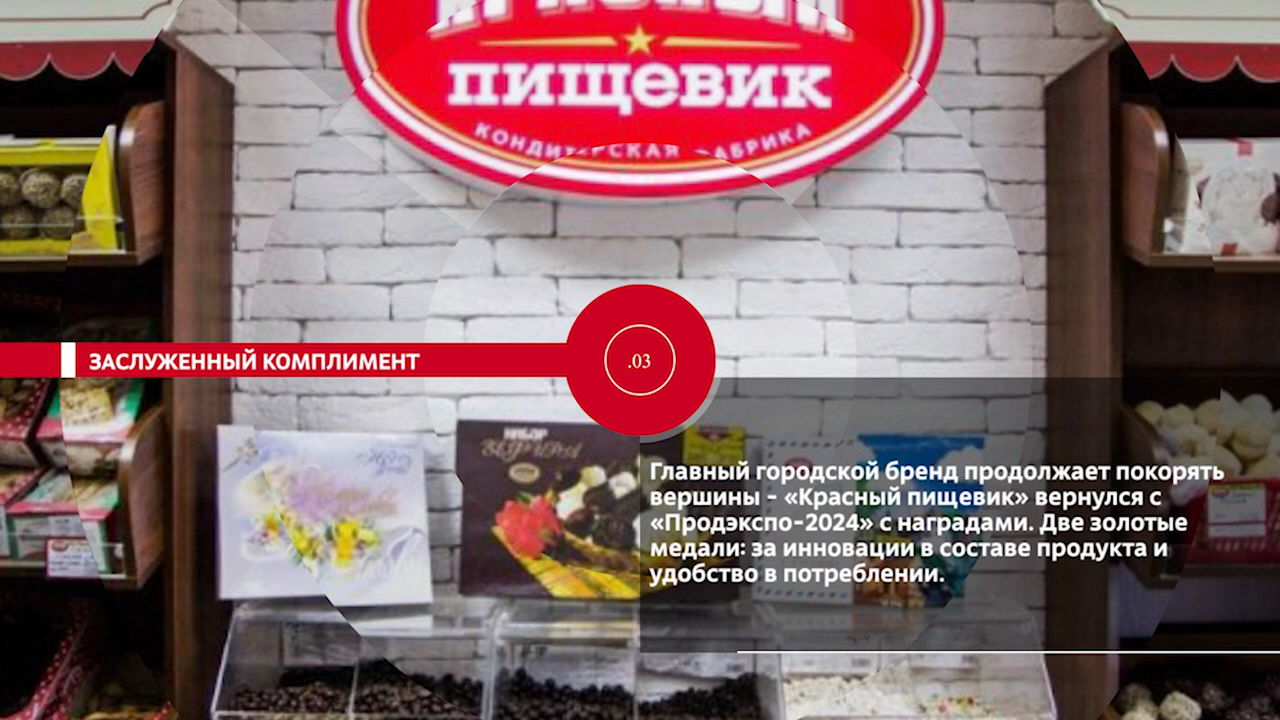 пищевик
КОНДИТЕРСКАЯ ФАБРИКА
ЗАСЛУЖЕННЫЙ КОМПЛИМЕНТ
.03
НАБОР
Главный городской бренд продолжает покорять
вершины - «Красный пищевик» вернулся с
«Продэкспо-2024» с наградами. Две золотые
медали: за инновации в составе продукта и
удобство в потреблении.